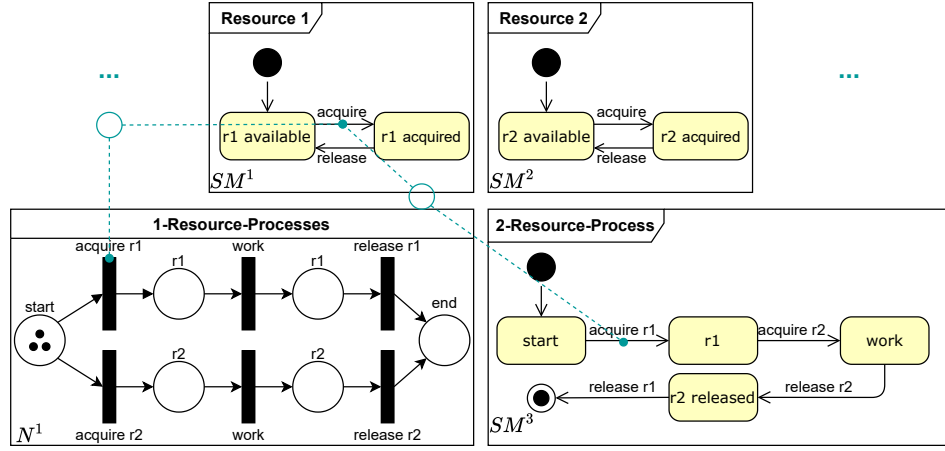 Resource 1
Resource 2
...
...
acquire
acquire
r1 available
r1 acquired
r2 available
r2 acquired
release
release
SM¹
SM²
1-Resource-Processes
2-Resource-Process
acquire r1
work
release r1
r1
r1
start
end
acquire r1
acquire r2
start
r1
work
r2
r2
release r1
release r2
r2 released
acquire r2
work
release r2
N¹
SM³